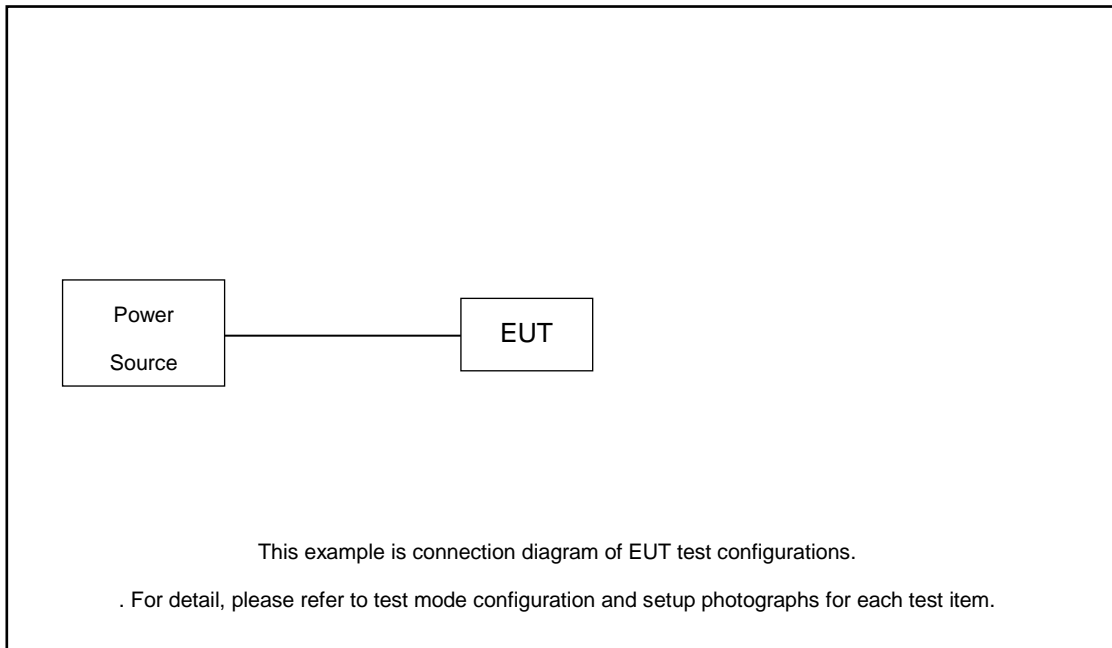 Power
Source
EUT
This example is connection diagram of EUT test configurations.
. For detail, please refer to test mode configuration and setup photographs for each test item.